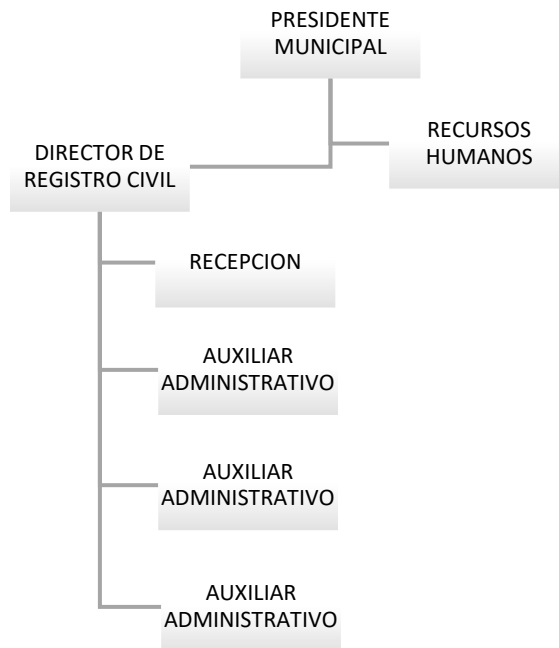 PRESIDENTE
MUNICIPAL
RECURSOS
HUMANOS
DIRECTOR DE
REGISTRO CIVIL
RECEPCION
AUXILIAR
ADMINISTRATIVO
AUXILIAR
ADMINISTRATIVO
AUXILIAR
ADMINISTRATIVO